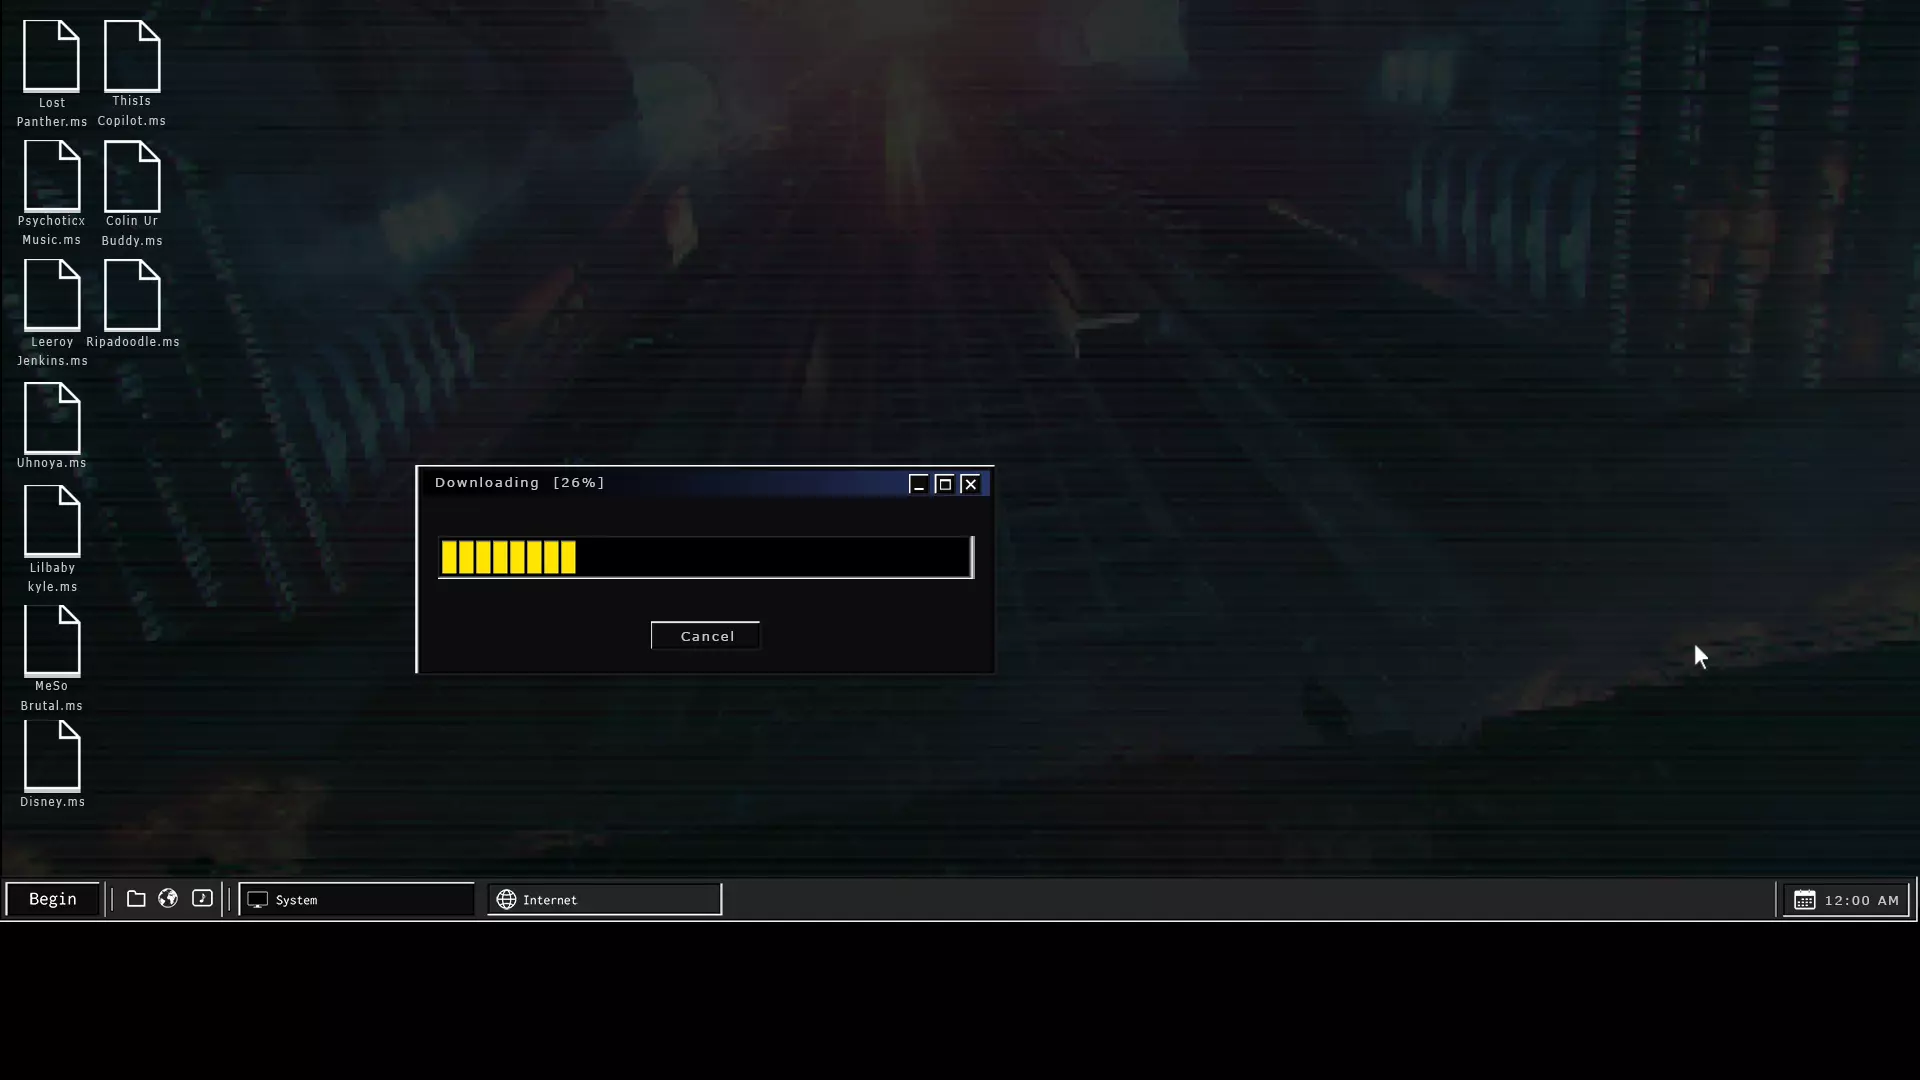 Lost
Panther.ms
ThisIs
Copilot.ms
Psychoticx
Music.ms
Colin Ur
Buddy.ms
Leeroy
Jenkins.ms
Ripadoodle.ms
Uhnoya.ms
Lilbaby
kyle.ms
MeSo
Brutal.ms
Disney.ms
Downloading [26%]
Cancel
Begin
System
Internet
12:00 AM